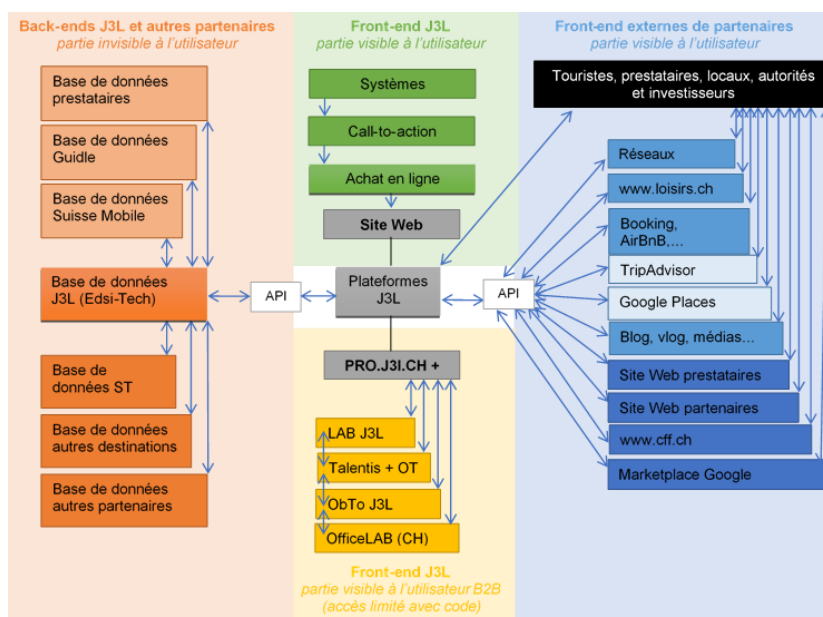 Back-ends J3L et autres partenaires
partie invisible à l'utilisateur
Base de données
prestataires
Base de données
Guidle
Base de données
Suisse Mobile
Base de données
J3L (Edsi-Tech)
Base de
données ST
Base de données
autres destinations
Base de données
autres partenaires
API
Front-end J3L
partie visible à l'utilisateur
Systèmes
Call-to-action
Achat en ligne
Site Web
Plateformes
J3L
PRO.J3I.CH +
LAB J3L
Talentis + OT
ObTo J3L
OfficeLAB (CH)
Front-end J3L
partie visible à l'utilisateur B2B
(accès limité avec code)
API
Front-end externes de partenaires
partie visible à l'utilisateur
Touristes, prestataires, locaux, autorités
et investisseurs
Réseaux
www.loisirs.ch
Booking,
AirBnB,...
TripAdvisor
Google Places
Blog, vlog, médias...
Site Web prestataires
Site Web partenaires
www.cff.ch
Marketplace Google